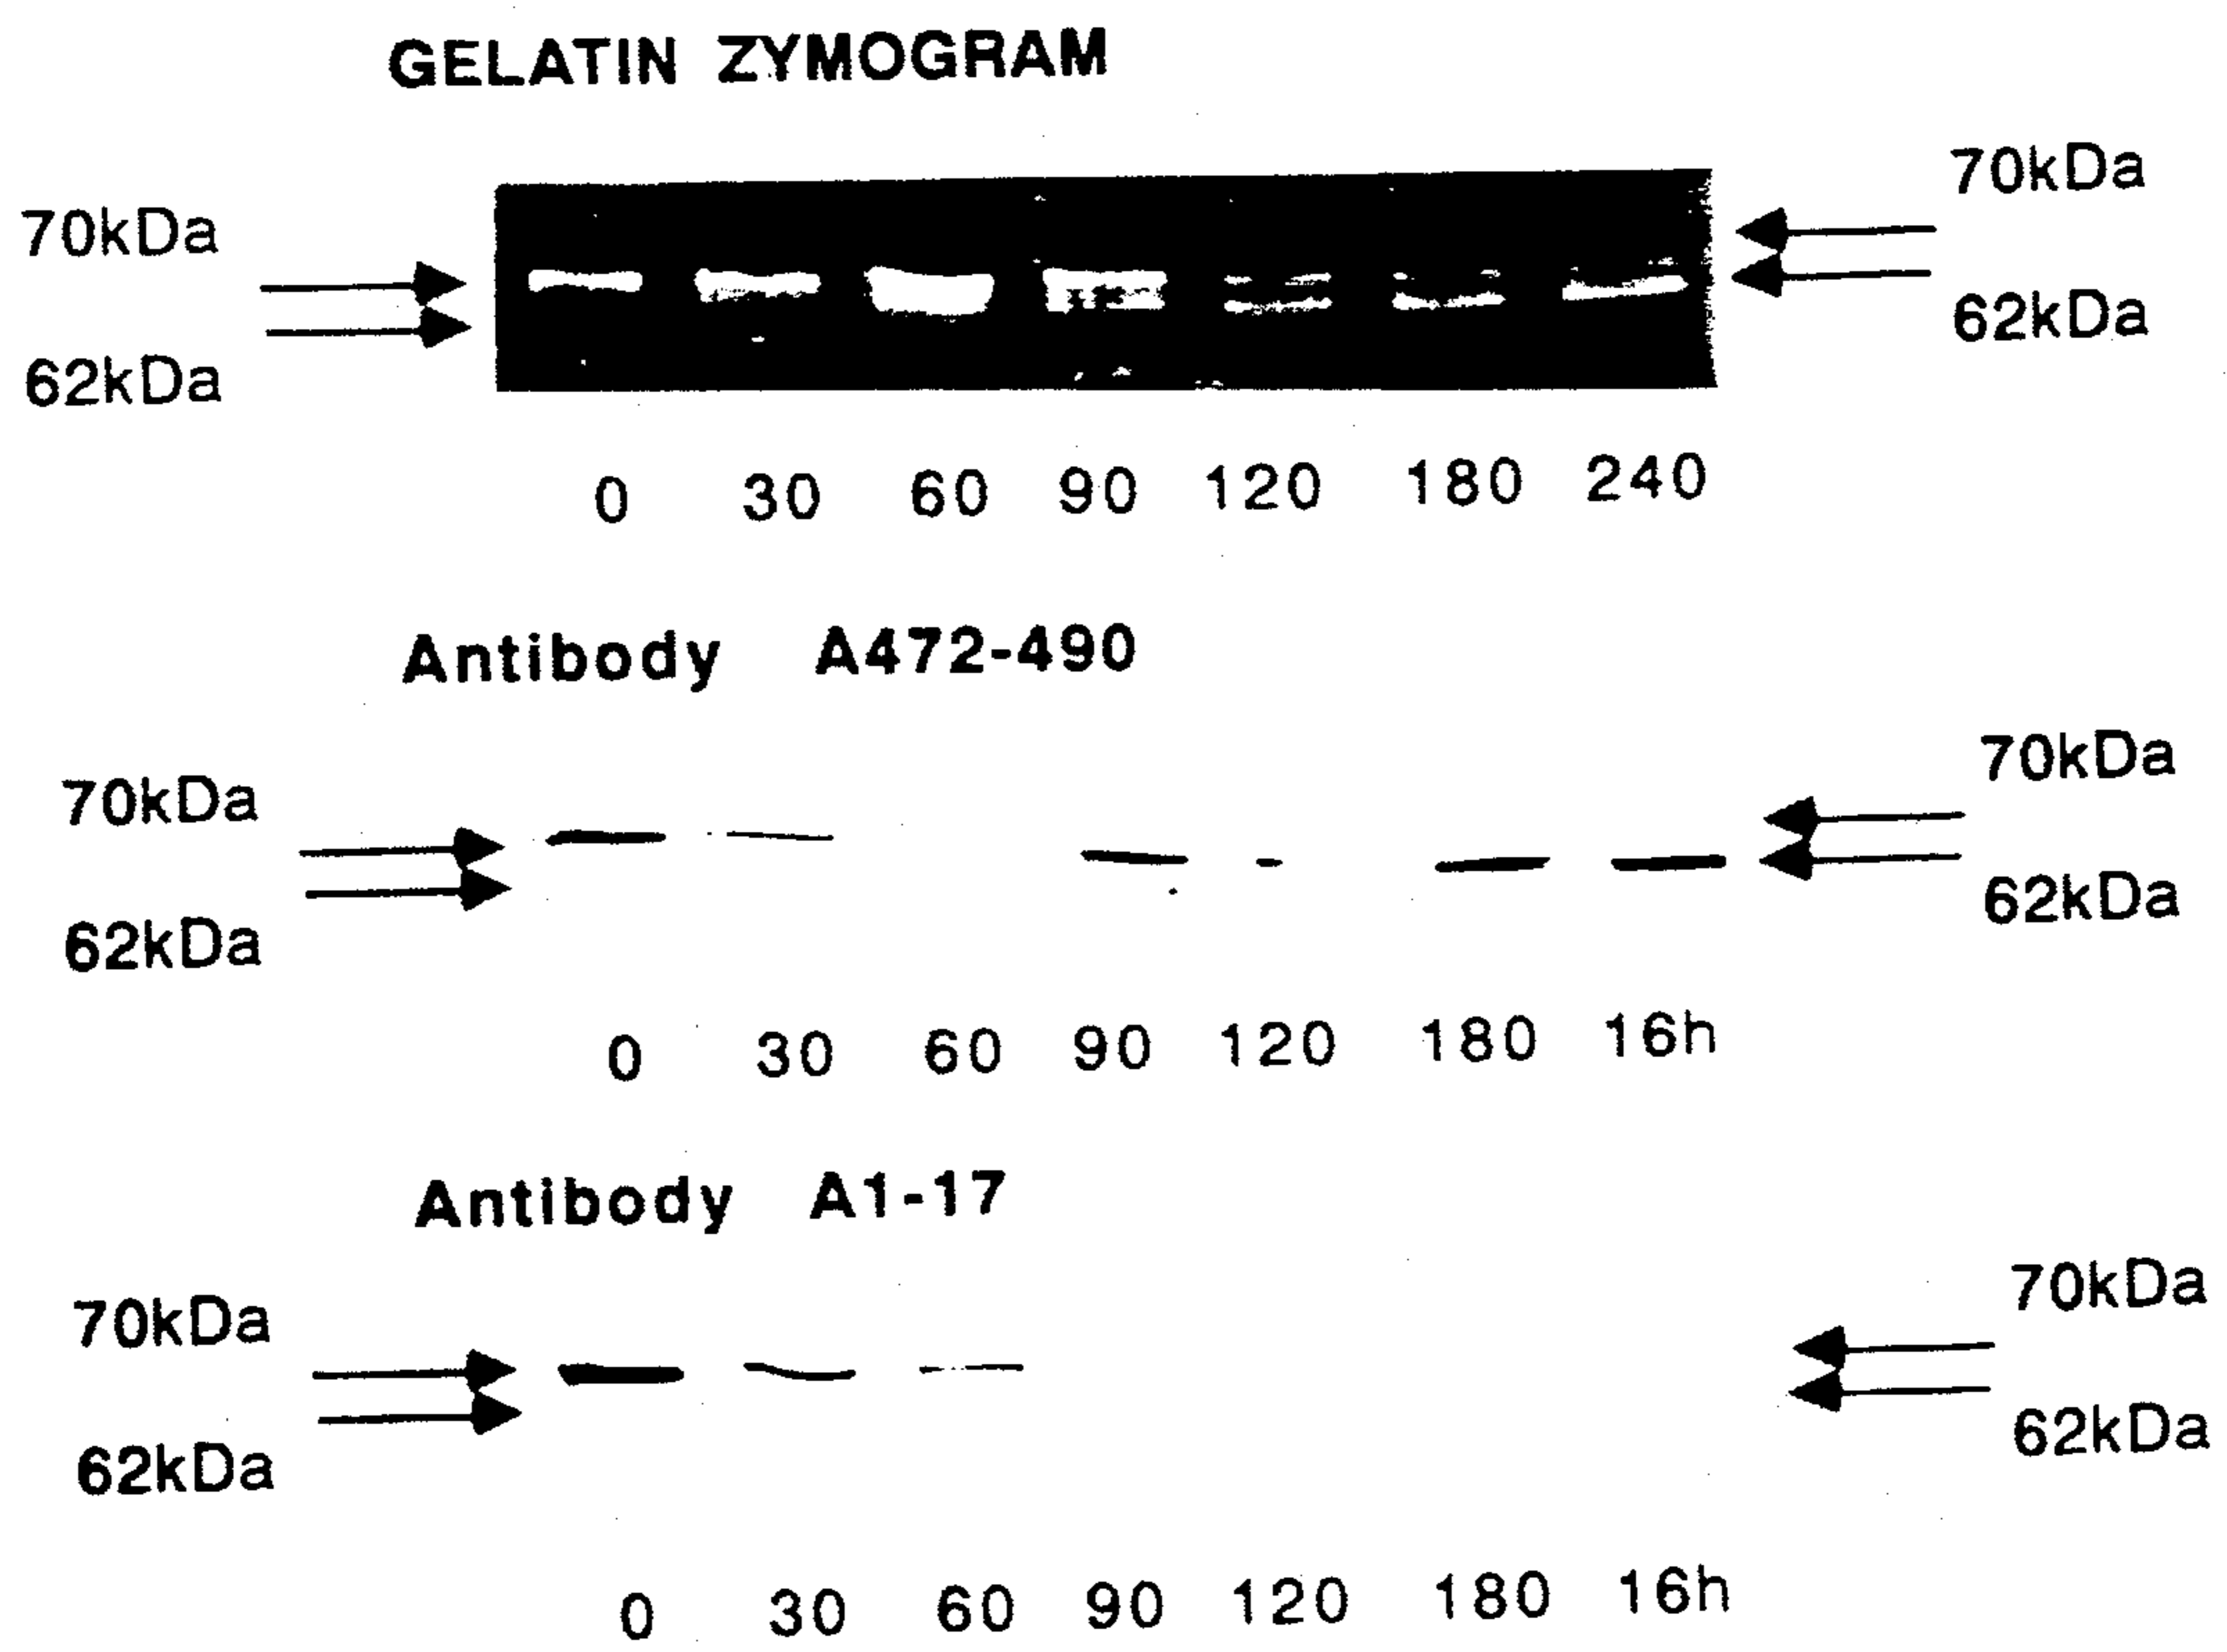 GELATIN ZYMOGRAM
70kDa
70kDa
62kDa
62kDa
0 30 60 90 120 180 240
Antibody A472-490
70kDa
70kDa
62kDa
62kDa
0 30 60 90 120 180 16h
Antibody A1-17
70kDa
70kDa
62kDa
62kDa
0 30 60 90 120 180 16h